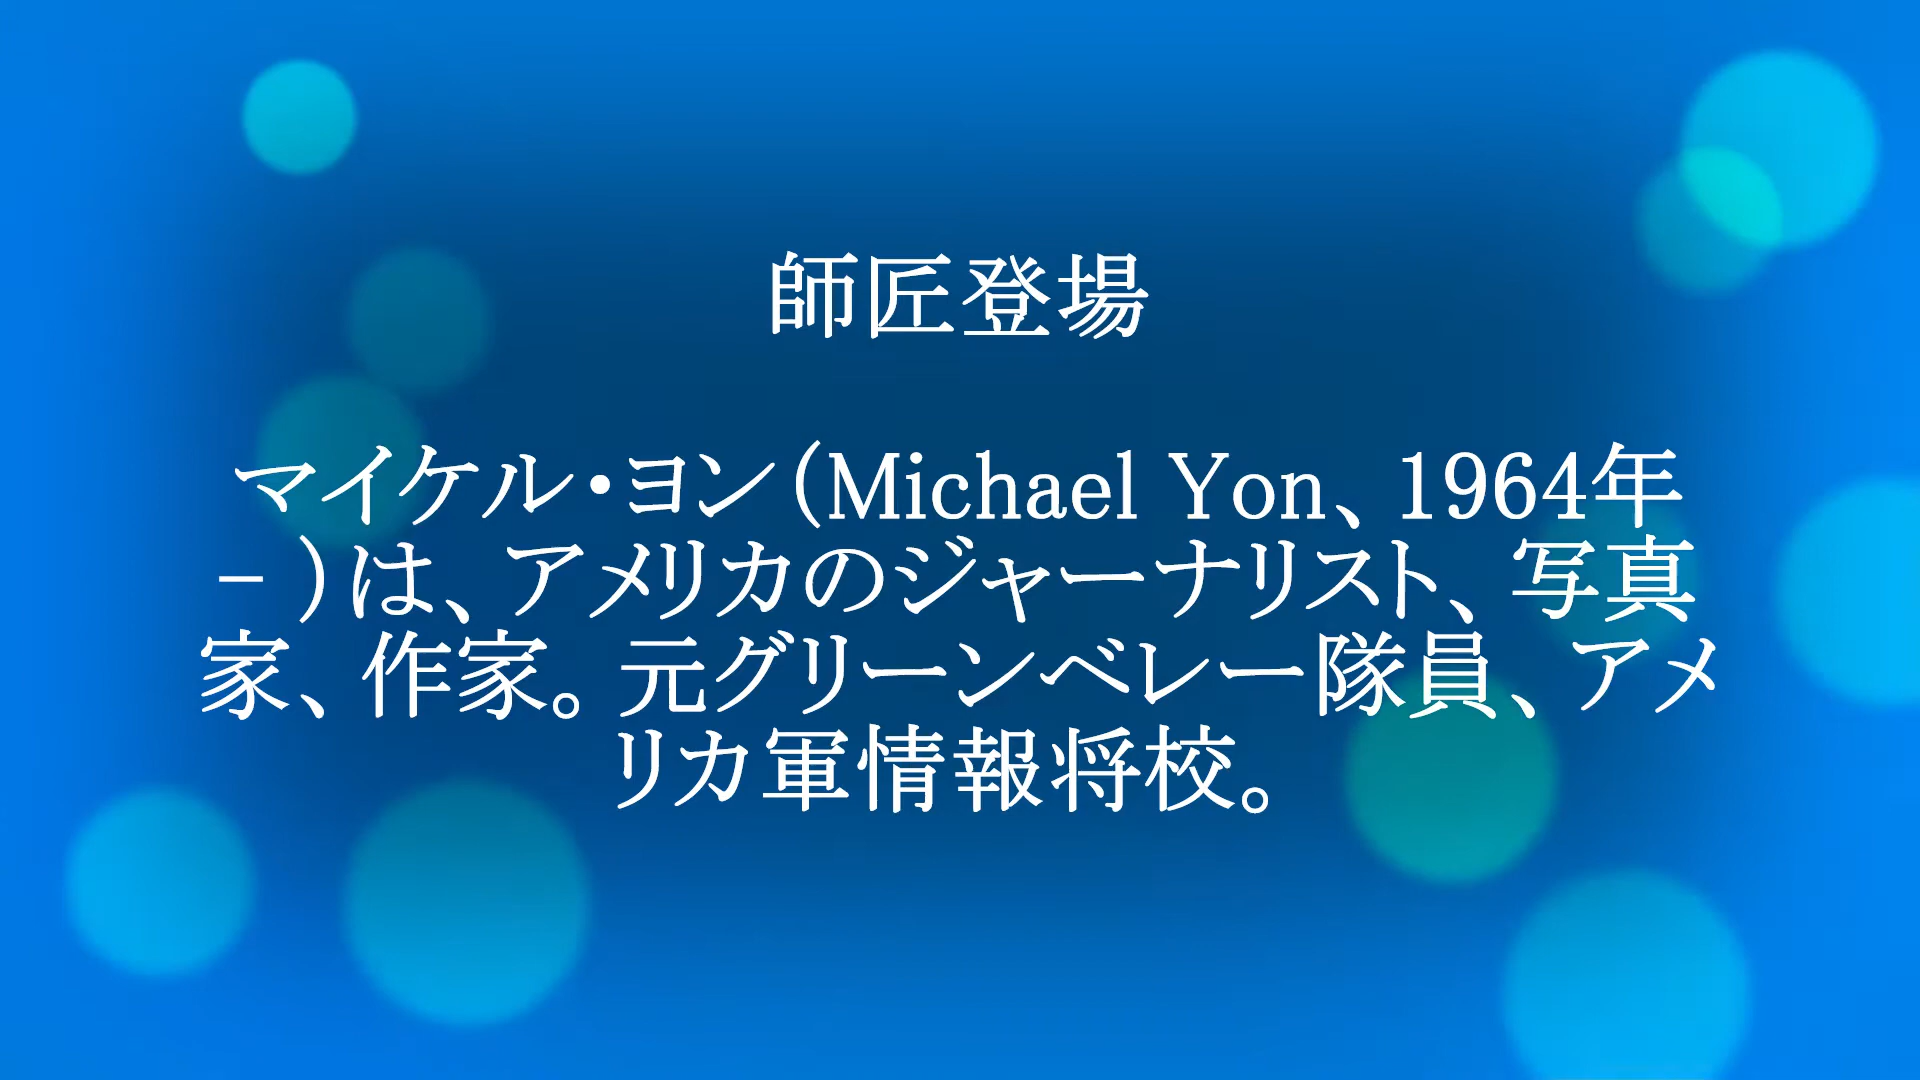 師匠登場
マイケル・ヨン（Michael Yon、1964年
- ）は、アメリカのジャーナリスト、写真
家、作家。元グリーンベレー隊員、アメ
リカ軍情報将校。